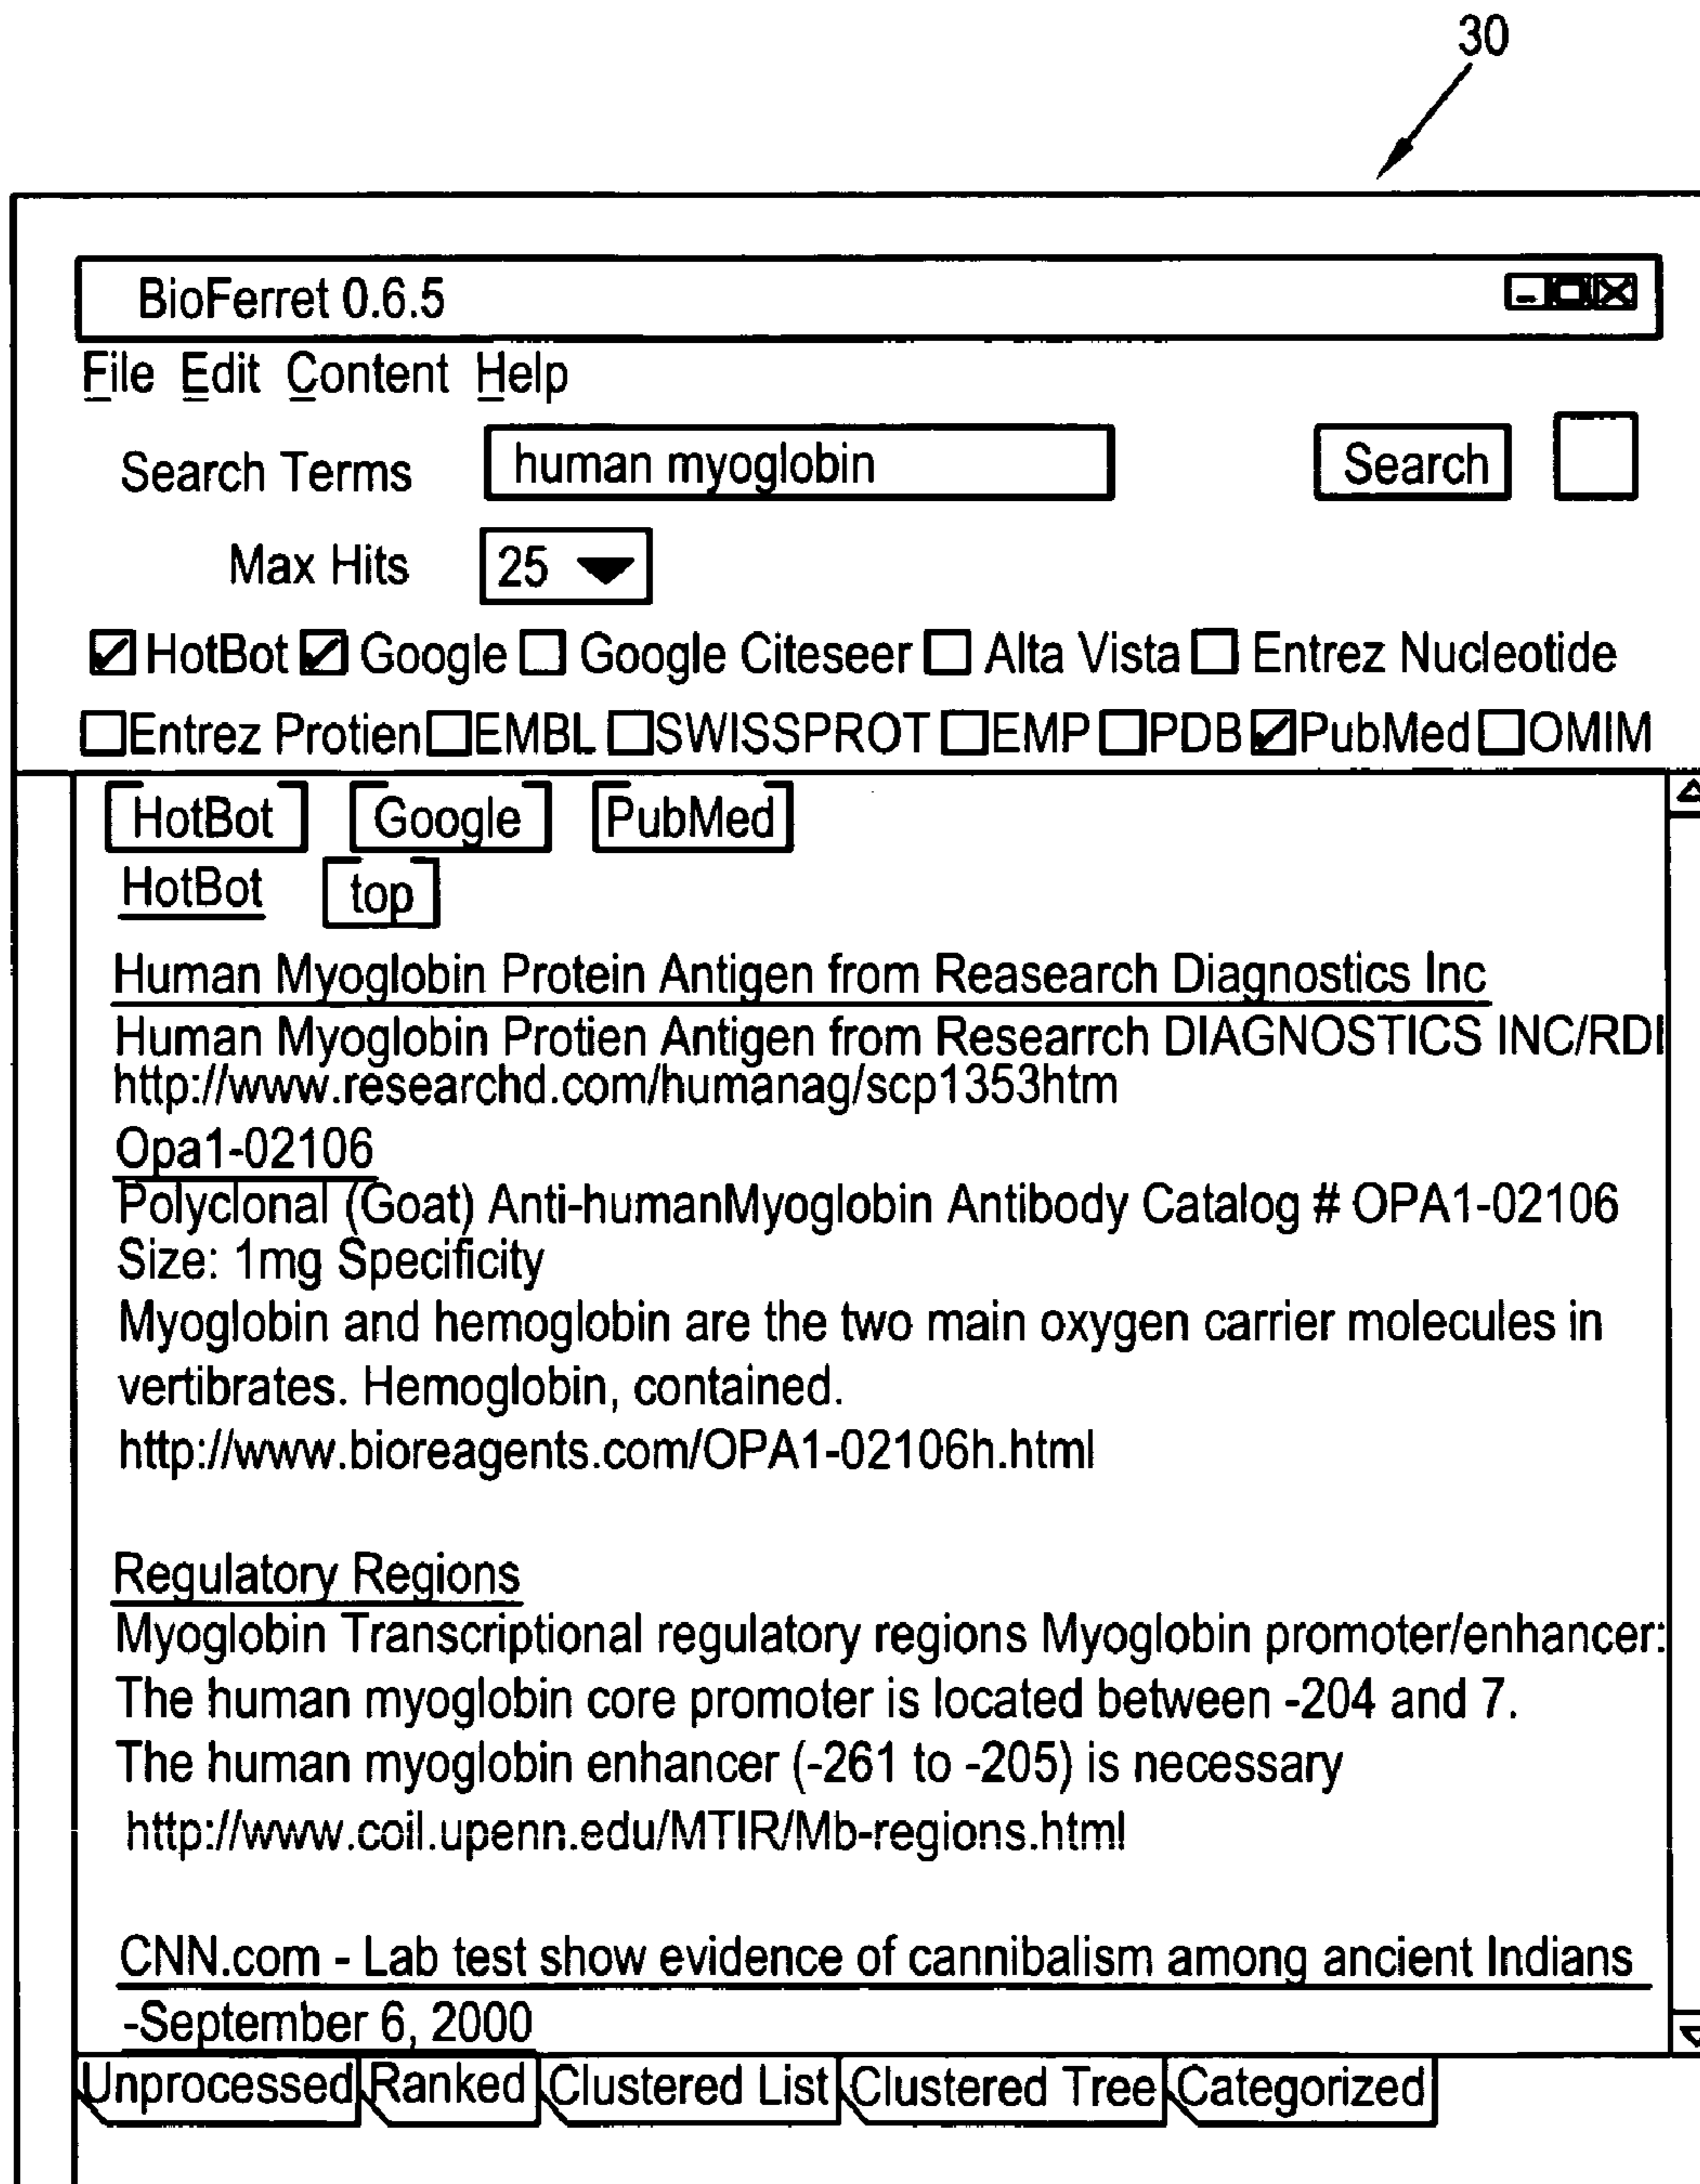 30
BioFerret 0.6.5
File Edit Content Help
Search Terms human myoglobin Search
Max Hits 25
HotBot Google Google Citeseer Alta Vista Entrez Nucleotide
Entrez Protien EMBL SWISSPROT EMP PDB PubMed OMIM
HotBot Google PubMed
HotBot top
Human Myoglobin Protein Antigen from Reasearch Diagnostics Inc
Human Myoglobin Protien Antigen from Researrch DIAGNOSTICS INC/RDI
http://www.researchd.com/humanag/scp1353htm
Opa1-02106
Polyclonal (Goat) Anti-humanMyoglobin Antibody Catalog # OPA1-02106
Size: 1mg Specificity
Myoglobin and hemoglobin are the two main oxygen carrier molecules in
vertibrates. Hemoglobin, contained.
http://www.bioreagents.com/OPA1-02106h.html
Regulatory Regions
Myoglobin Transcriptional regulatory regions Myoglobin promoter/enhancer:
The human myoglobin core promoter is located between -204 and 7.
The human myoglobin enhancer (-261 to -205) is necessary
http://www.coil.upenn.edu/MTIR/Mb-regions.html
CNN.com - Lab test show evidence of cannibalism among ancient Indians
-September 6, 2000
Unprocessed Ranked Clustered List Clustered Tree Categorized